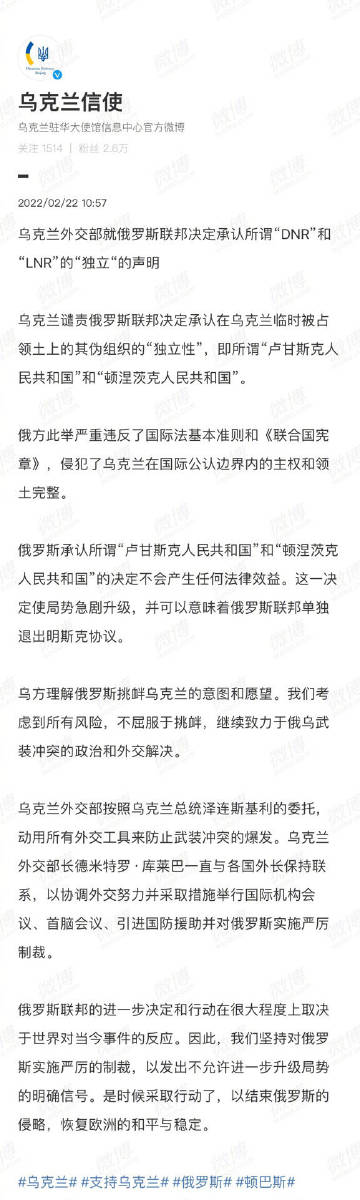 乌克兰信使
乌克兰驻华大使馆信息中心官方微博
关注 1514 | 粉丝 2.6万
2022/02/22 10:57
乌克兰外交部就俄罗斯联邦决定承认所谓“DNR”和
“LNR”的“独立“的声明
乌克兰谴责俄罗斯联邦决定承认在乌克兰临时被占
领土上的其伪组织的“独立性”，即所谓“卢甘斯克人
民共和国”和“顿涅茨克人民共和国”。
俄方此举严重违反了国际法基本准则和《联合国宪
章》，侵犯了乌克兰在国际公认边界内的主权和领
土完整。
俄罗斯承认所谓“卢甘斯克人民共和国”和“顿涅茨克
人民共和国”的决定不会产生任何法律效益。这一决
定使局势急剧升级，并可以意味着俄罗斯联邦单独
退出明斯克协议。
乌方理解俄罗斯挑衅乌克兰的意图和愿望。我们考
虑到所有风险，不屈服于挑衅，继续致力于俄乌武
装冲突的政治和外交解决。
乌克兰外交部按照乌克兰总统泽连斯基利的委托，
动用所有外交工具来防止武装冲突的爆发。乌克兰
外交部长德米特罗·库莱巴一直与各国外长保持联
系，以协调外交努力并采取措施举行国际机构会
议、首脑会议、引进国防援助并对俄罗斯实施严厉
制裁。
俄罗斯联邦的进一步决定和行动在很大程度上取决
于世界对当今事件的反应。因此，我们坚持对俄罗
斯实施严厉的制裁，以发出不允许进一步升级局势
的明确信号。是时候采取行动了，以结束俄罗斯的
侵略，恢复欧洲的和平与稳定。
#乌克兰# #支持乌克兰# #俄罗斯# #顿巴斯#